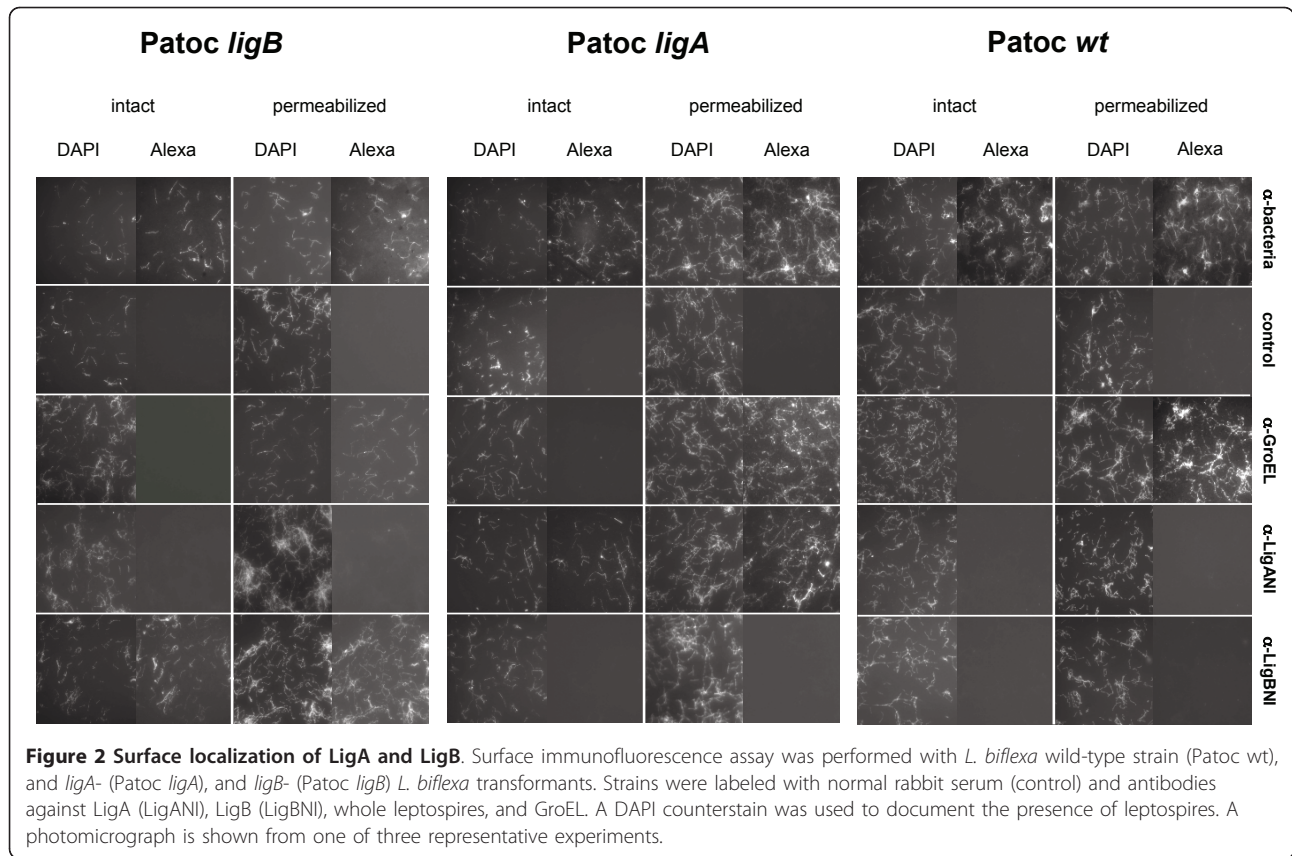 Patoc ligB Patoc ligA Patoc wt
intact permeabilized intact permeabilized intact permeabilized
DAPI Alexa DAPI Alexa DAPI Alexa DAPI Alexa DAPI Alexa DAPI Alexa
α-bacteria
control
α-GroEL
α-LigANI
α-LigBNI
Figure 2 Surface localization of LigA and LigB. Surface immunofluorescence assay was performed with L. biflexa wild-type strain (Patoc wt),
and ligA- (Patoc ligA), and ligB- (Patoc ligB) L. biflexa transformants. Strains were labeled with normal rabbit serum (control) and antibodies
against LigA (LigANI), LigB (LigBNI), whole leptospires, and GroEL. A DAPI counterstain was used to document the presence of leptospires. A
photomicrograph is shown from one of three representative experiments.